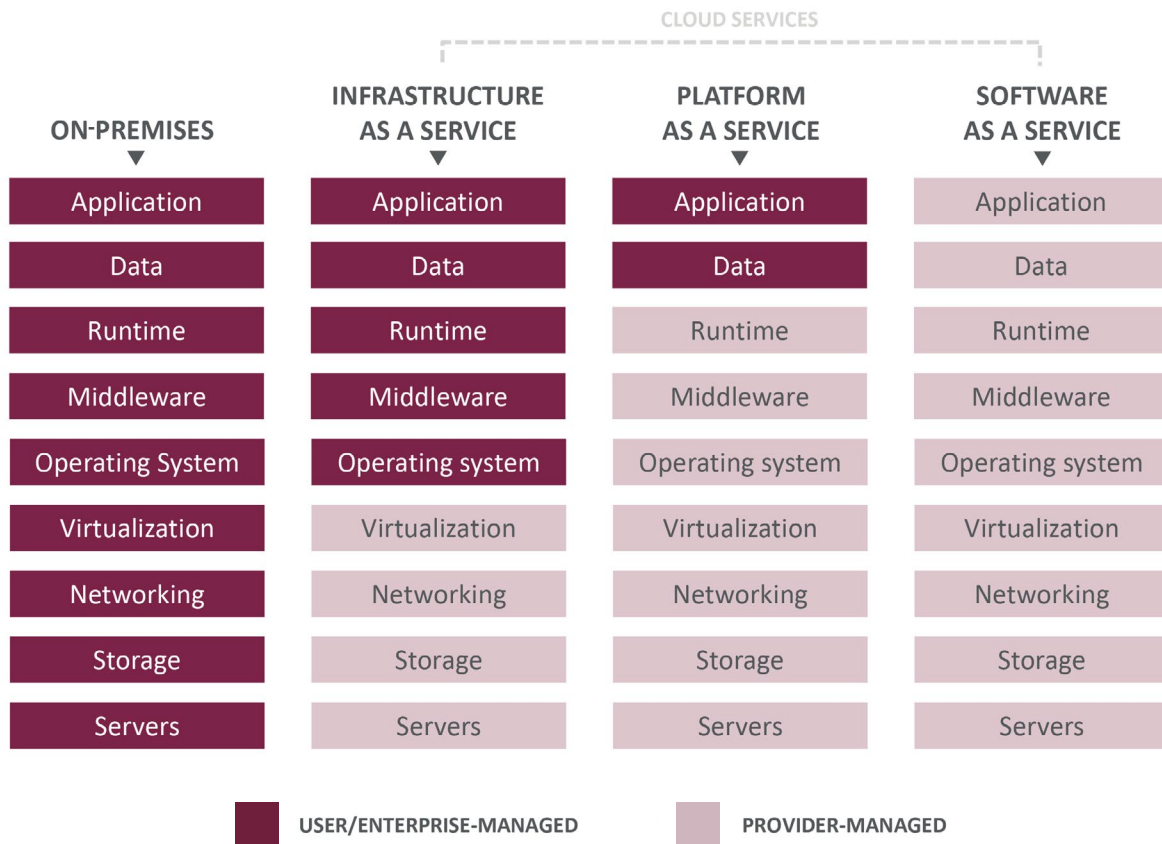 CLOUD SERVICES
ON-PREMISES
INFRASTRUCTURE
AS A SERVICE
PLATFORM
AS A SERVICE
SOFTWARE
AS A SERVICE
Application
Application
Application
Application
Data
Data
Data
Data
Runtime
Runtime
Runtime
Runtime
Middleware
Middleware
Middleware
Middleware
Operating System
Operating system
Operating system
Operating system
Virtualization
Virtualization
Virtualization
Virtualization
Networking
Networking
Networking
Networking
Storage
Storage
Storage
Storage
Servers
Servers
Servers
Servers
USER/ENTERPRISE-MANAGED
PROVIDER-MANAGED